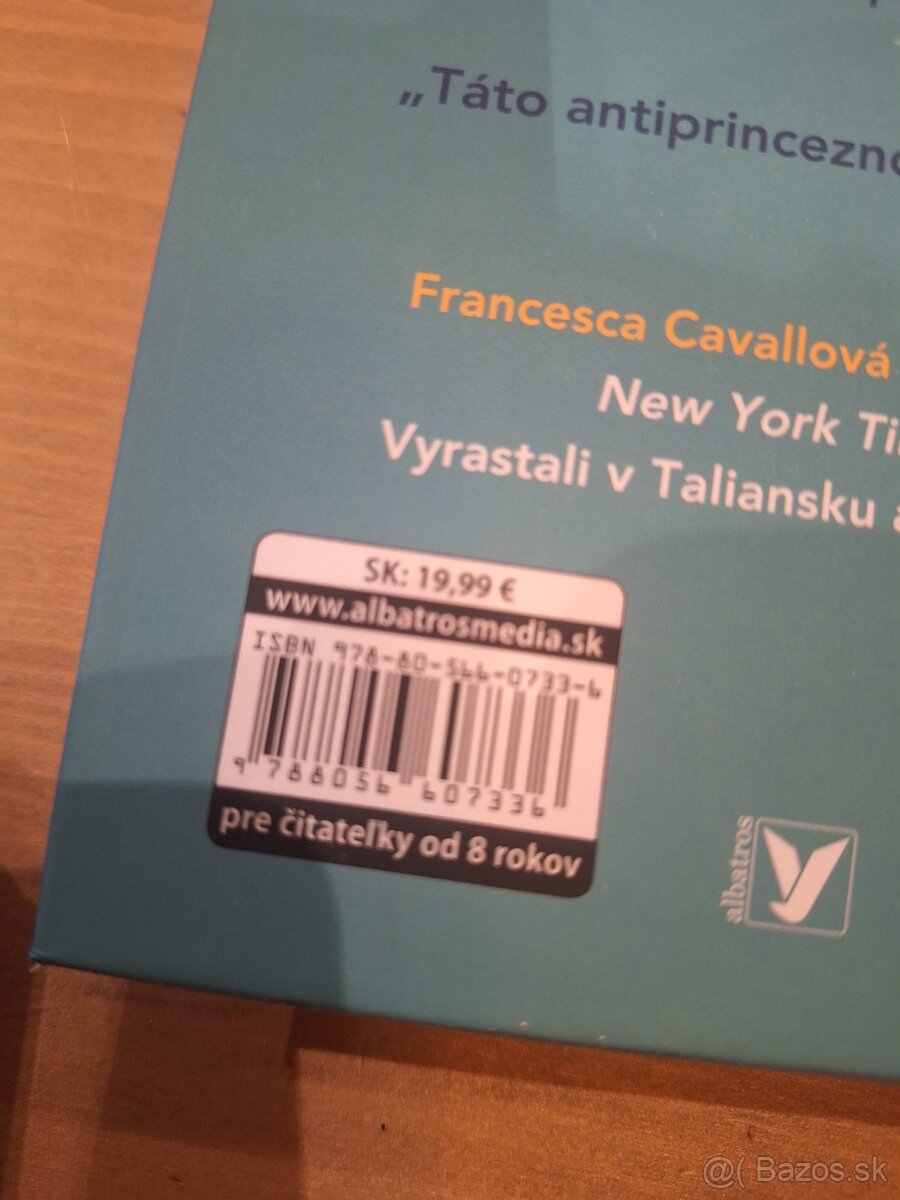 „Táto antiprincezno
Francesca Cavallová
New York Ti
Vyrastali v Taliansku a
SK: 19,99 €
www.albatrosmedia.sk
ISBN 978-80-566-0733-6
9 788056 607336
pre čitateľky od 8 rokov
albatros
@( Bazos.sk